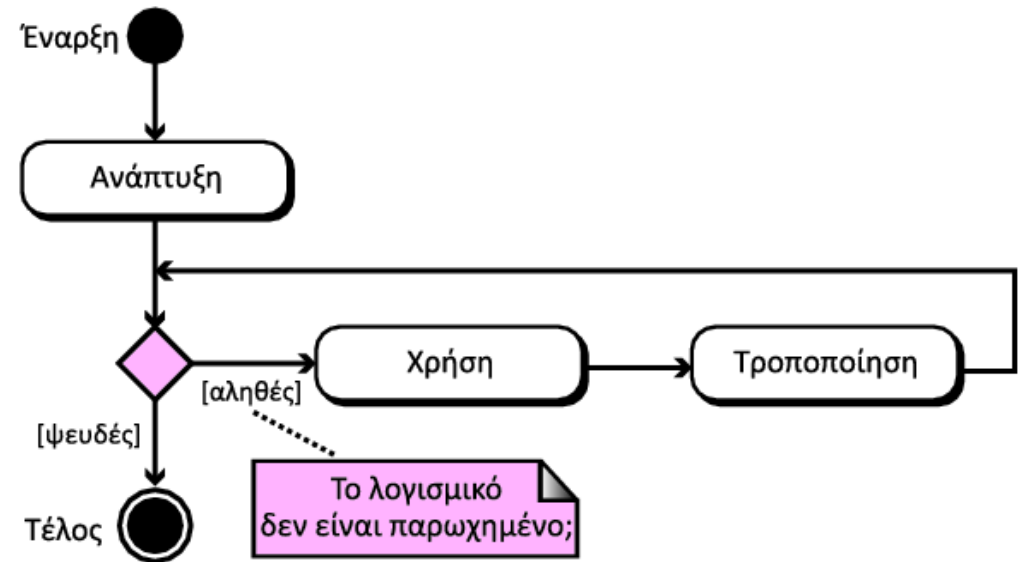 Έναρξη
Ανάπτυξη
Χρήση
Τροποποίηση
[αληθές]
[ψευδές]
Το λογισμικό
δεν είναι παρωχημένο;
Τέλος